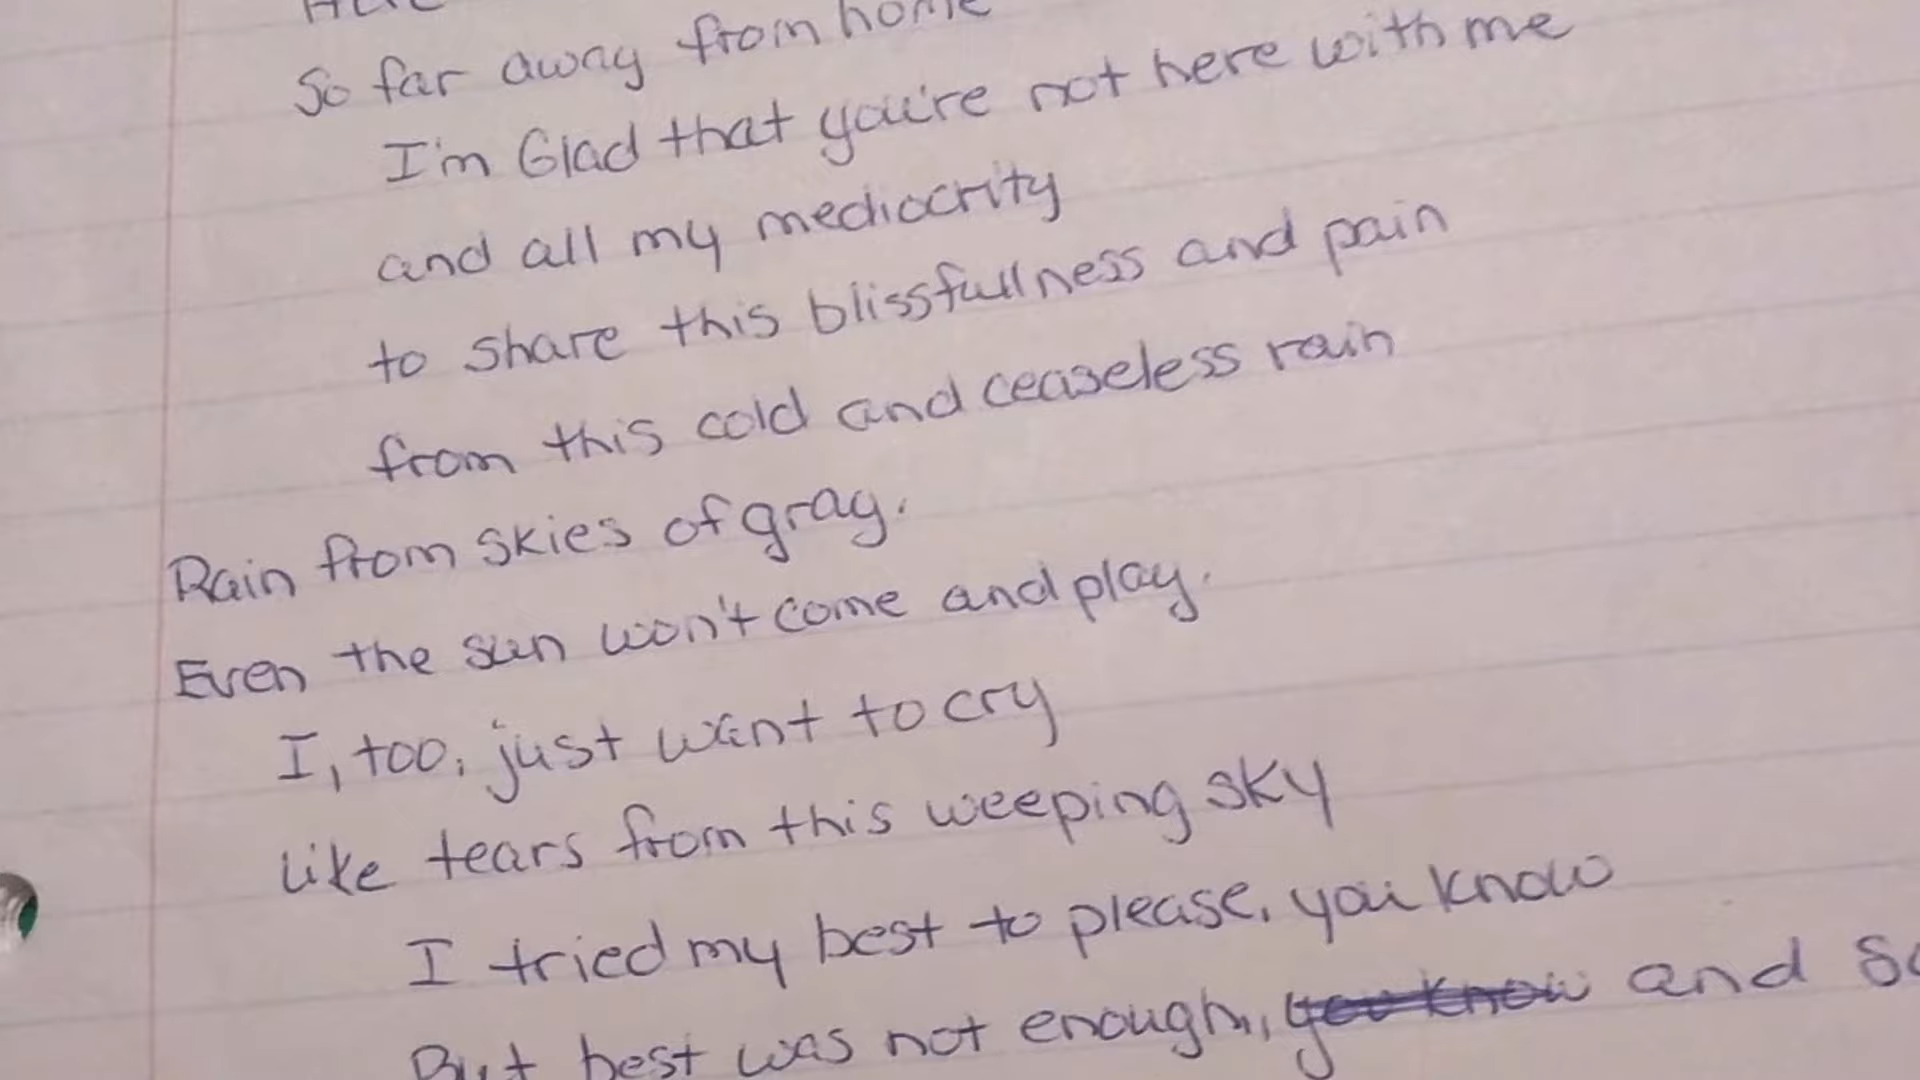 So far away from home
I'm Glad that you're not here with me
and all my mediocrity
to share this blissfullness and pain
from this cold and ceaseless rain
Rain from skies of gray.
Even the sun won't come and play.
I, too, just want to cry
like tears from this weeping sky
I tried my best to please, you know
But best was not enough, you know and so